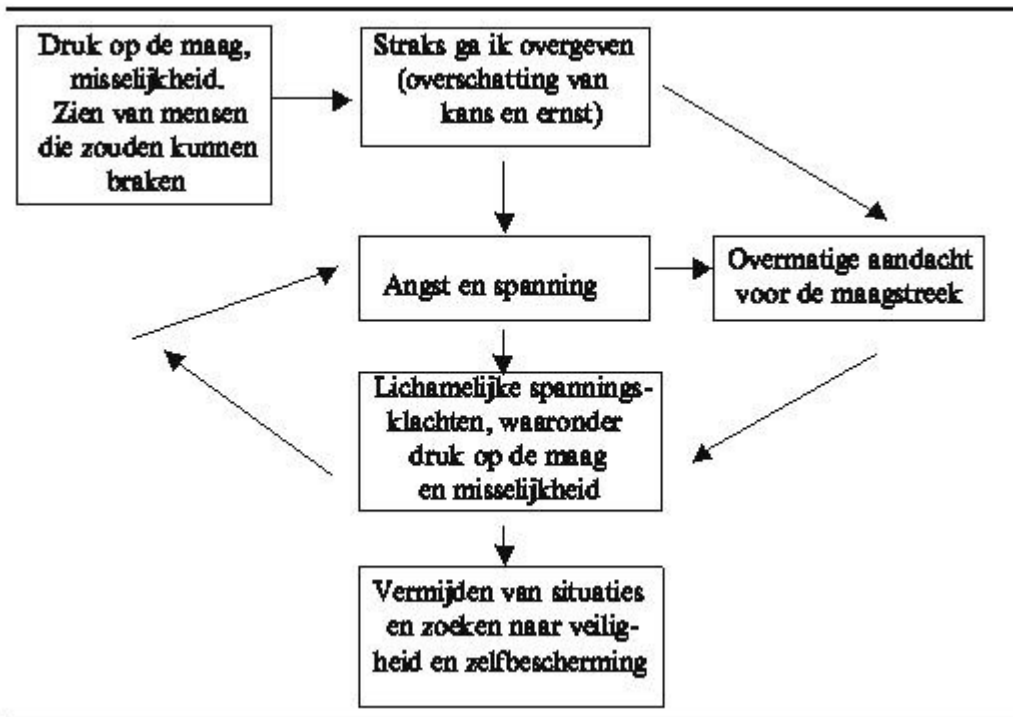 Druk op de maag,
misselijkheid.
Zien van mensen
die zouden kunnen
braken
Straks ga ik overgeven
(overschatting van
kans en ernst)
Angst en spanning
Overmatige aandacht
voor de maagstreek
Lichamelijke spannings-
klachten, waaronder
druk op de maag
en misselijkheid
Vermijden van situaties
en zoeken naar veilig-
heid en zelfbescherming